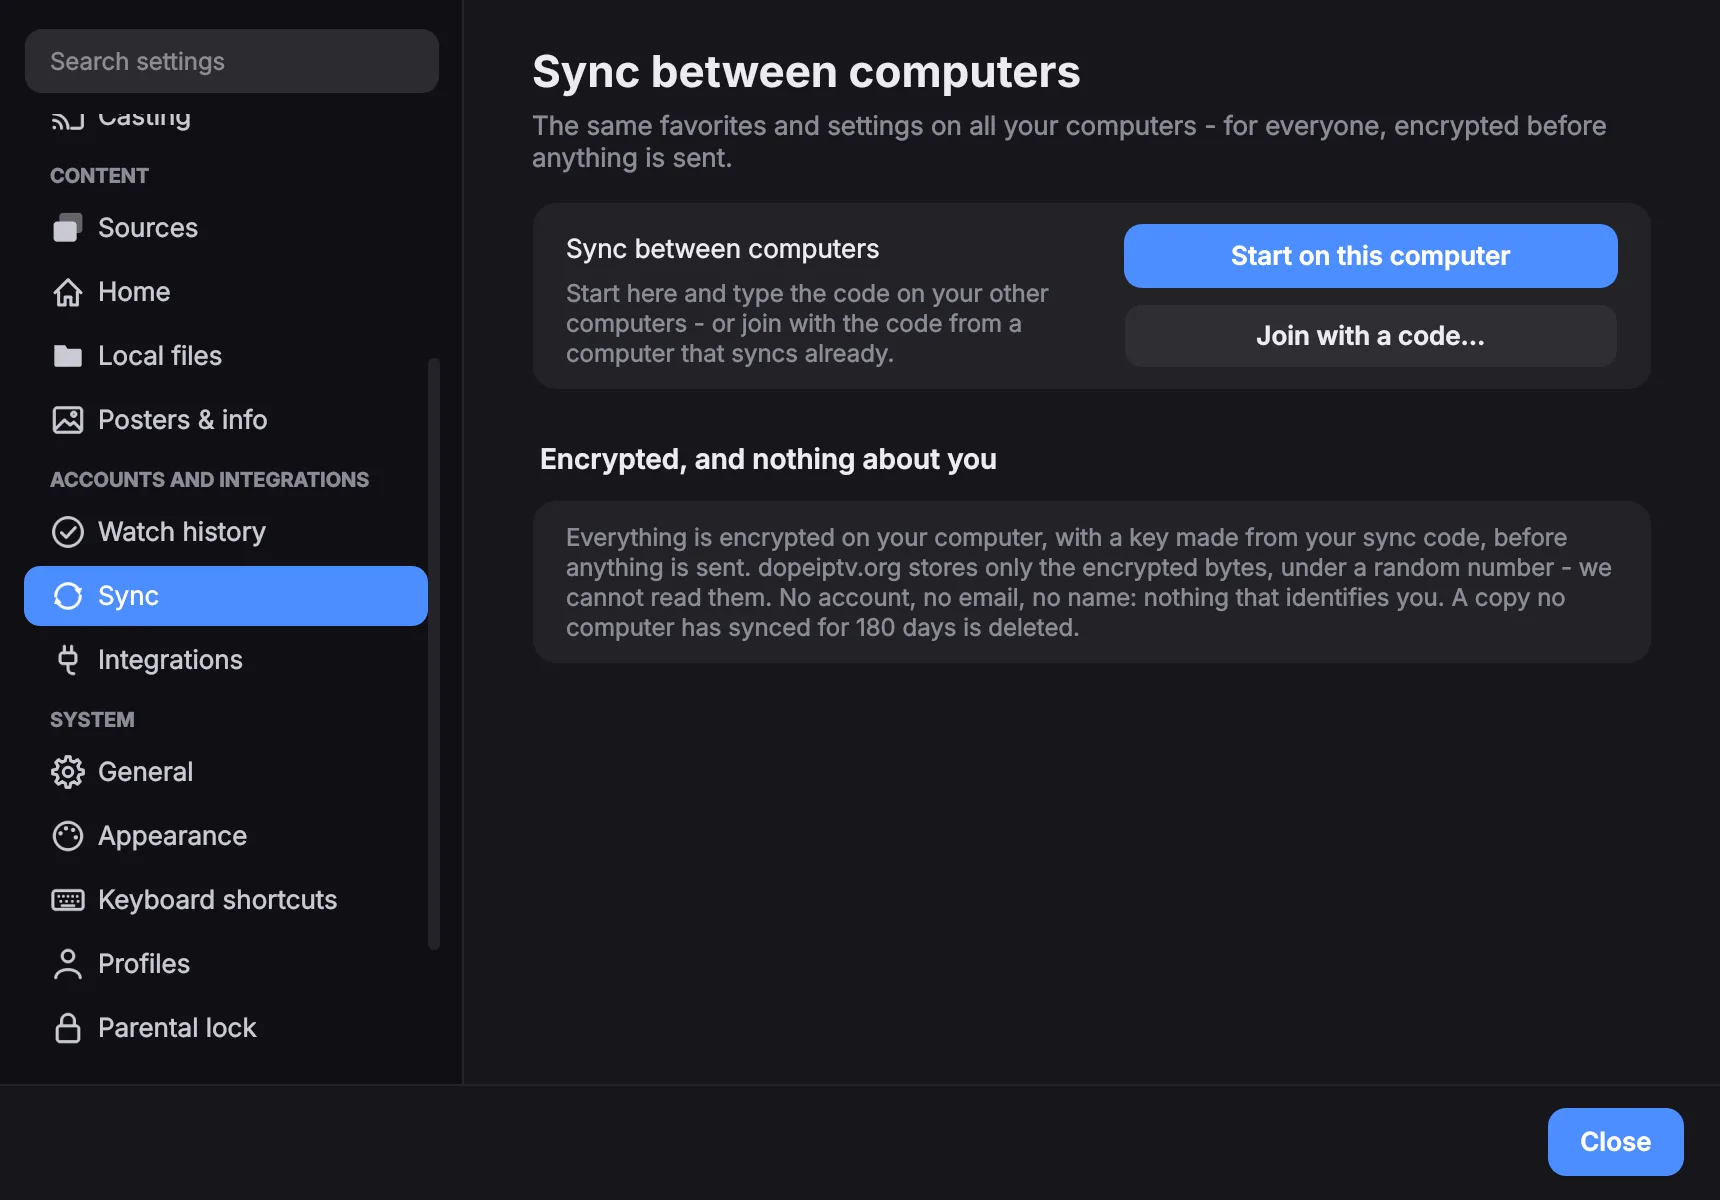 Search settings
Casting
CONTENT
Sources
Home
Local files
Posters & info
ACCOUNTS AND INTEGRATIONS
Watch history
Sync
Integrations
SYSTEM
General
Appearance
Keyboard shortcuts
Profiles
Parental lock
Sync between computers
The same favorites and settings on all your computers - for everyone, encrypted before
anything is sent.
Sync between computers
Start here and type the code on your other
computers - or join with the code from a
computer that syncs already.
Start on this computer
Join with a code...
Encrypted, and nothing about you
Everything is encrypted on your computer, with a key made from your sync code, before
anything is sent. dopeiptv.org stores only the encrypted bytes, under a random number - we
cannot read them. No account, no email, no name: nothing that identifies you. A copy no
computer has synced for 180 days is deleted.
Close